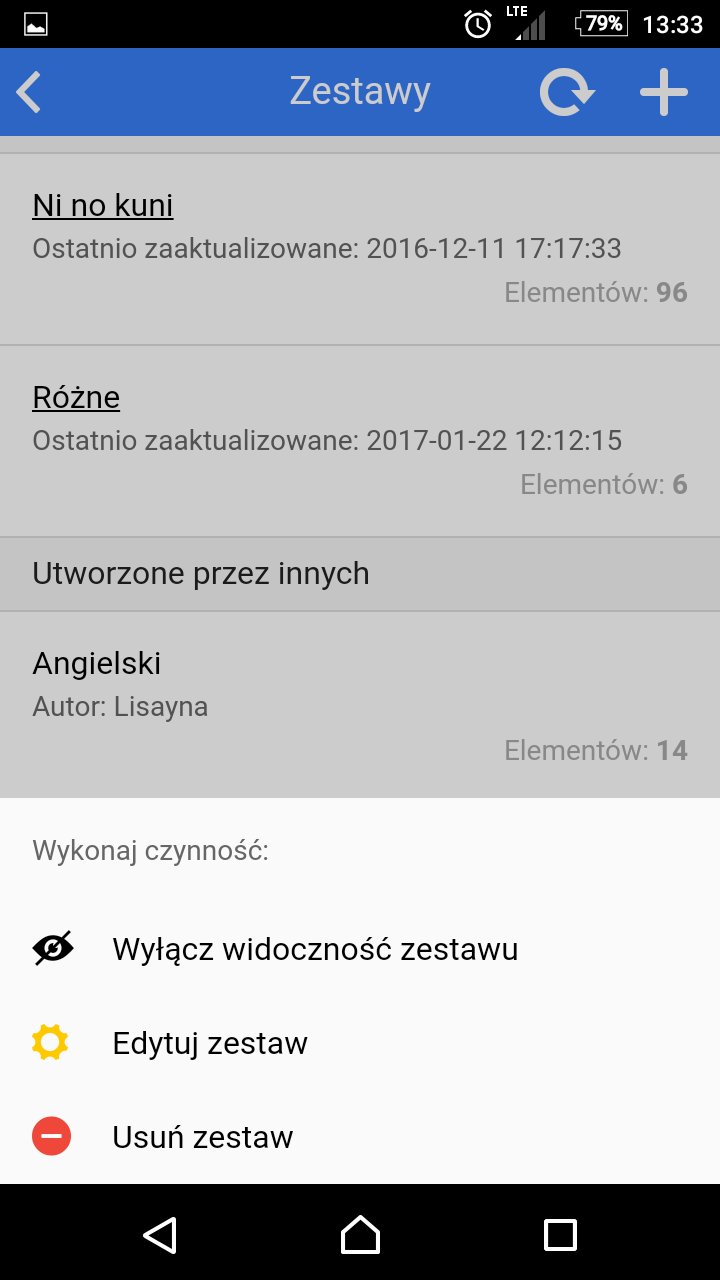 LTE 79% 13:33
Zestawy
Ni no kuni
Ostatnio zaaktualizowane: 2016-12-11 17:17:33
Elementów: 96
Różne
Ostatnio zaaktualizowane: 2017-01-22 12:12:15
Elementów: 6
Utworzone przez innych
Angielski
Autor: Lisayna
Elementów: 14
Wykonaj czynność:
Wyłącz widoczność zestawu
Edytuj zestaw
Usuń zestaw